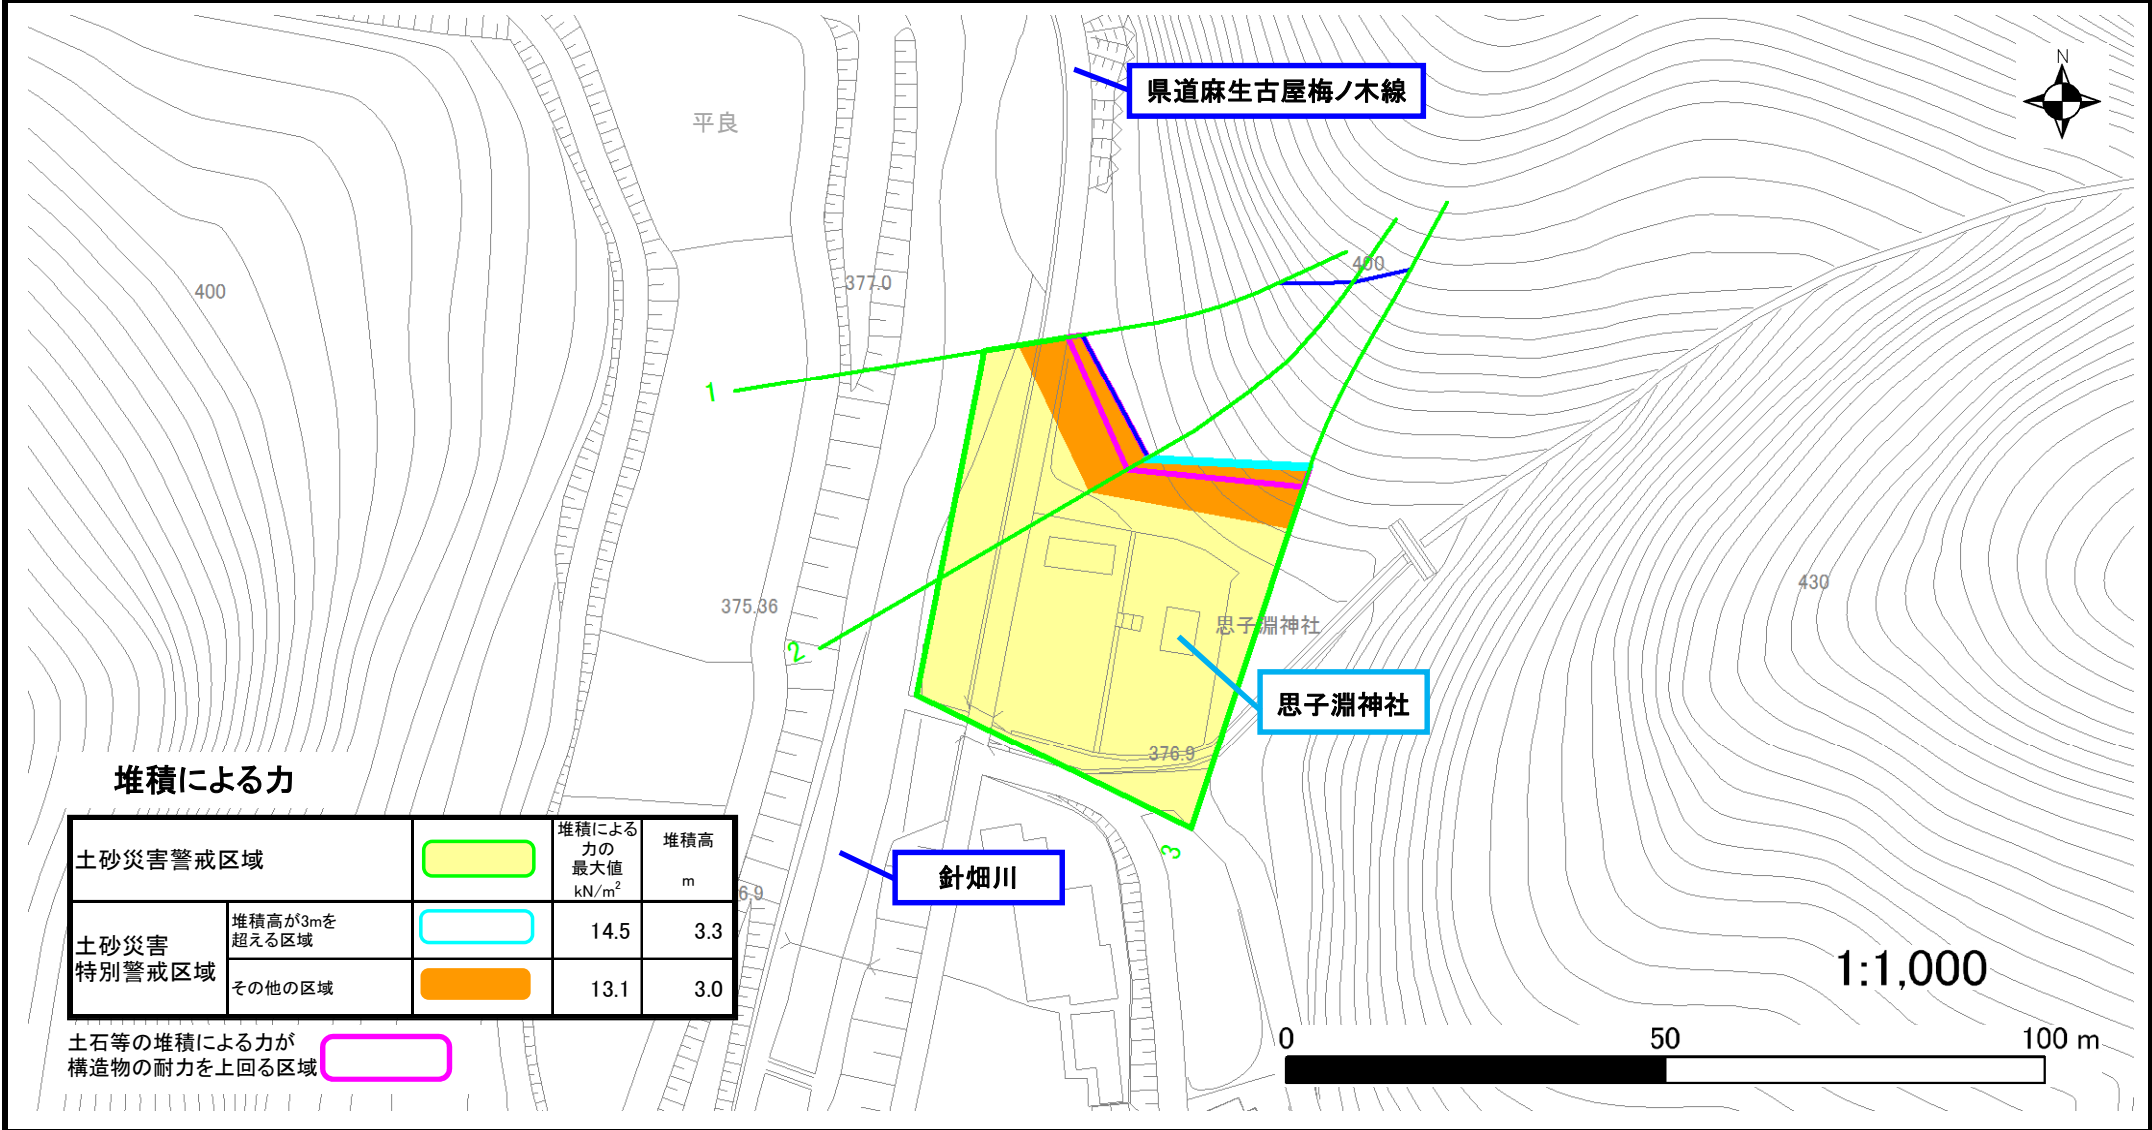 N
県道麻生古屋梅ノ木線
平良
400
377.0
400
1
375.36
2
430
思子淵神社
思子淵神社
376.9
3
針畑川
6.9
堆積による力
土砂災害警戒区域
堆積による
力の
最大値
kN/m²
堆積高
m
土砂災害
特別警戒区域
堆積高が3mを
超える区域
14.5
3.3
その他の区域
13.1
3.0
土石等の堆積による力が
構造物の耐力を上回る区域
1:1,000
0 50 100 m